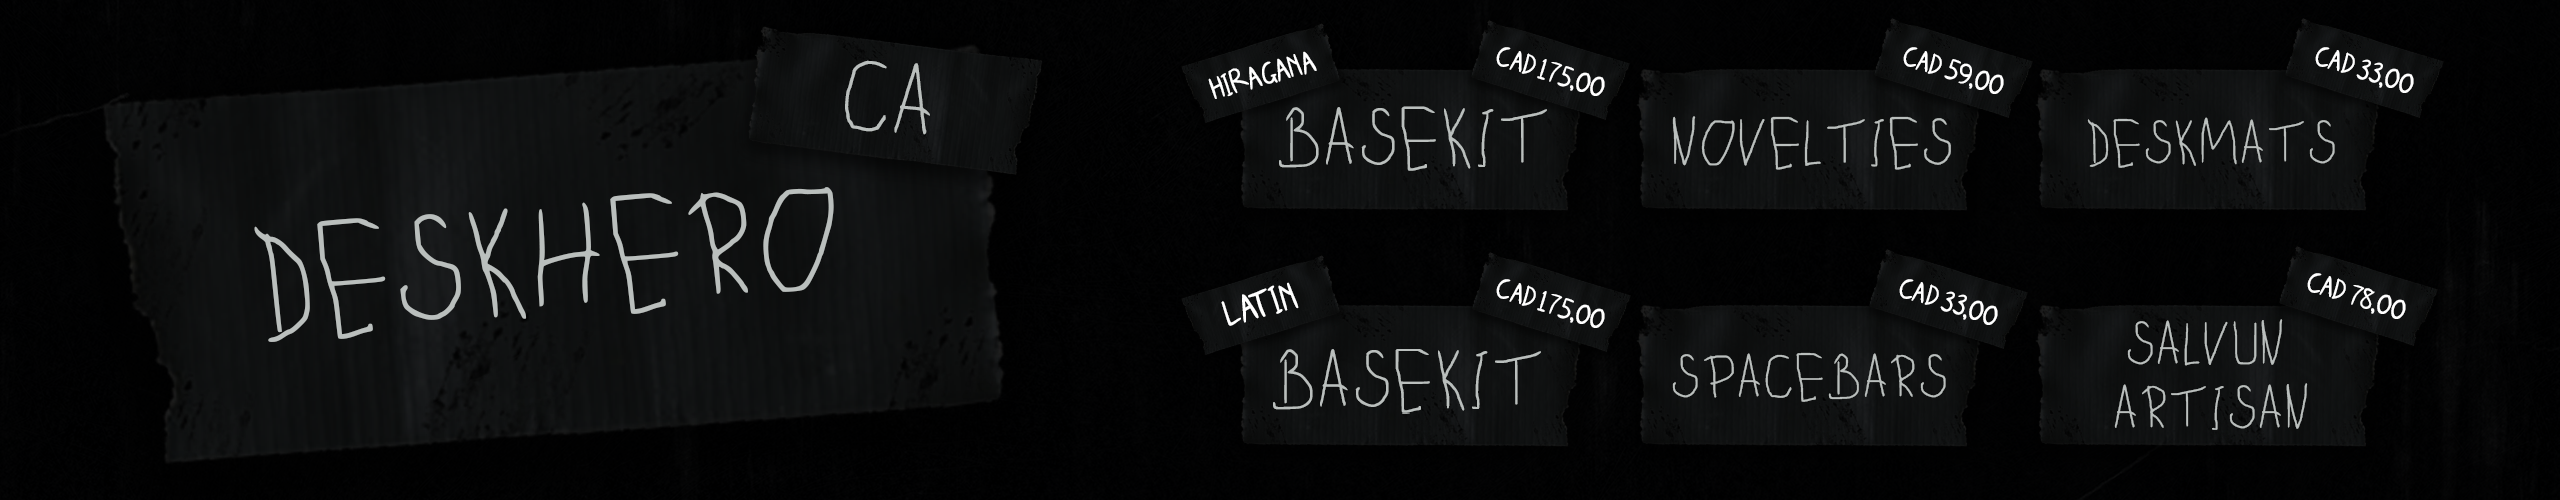 DESKHERO
CA
HIRAGANA
CAD 175,00
BASEKIT
CAD 59,00
NOVELTIES
CAD 33,00
DESKMATS
LATIN
CAD 175,00
BASEKIT
CAD 33,00
SPACEBARS
CAD 78,00
SALVUN
ARTISAN